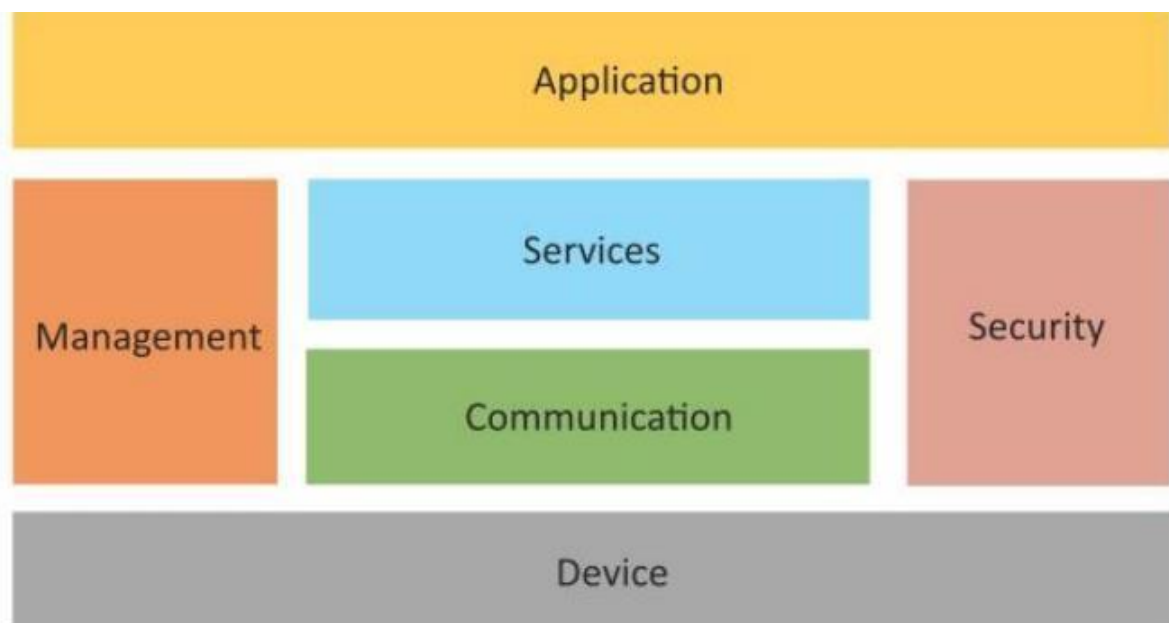 Application
Management
Services
Communication
Security
Device